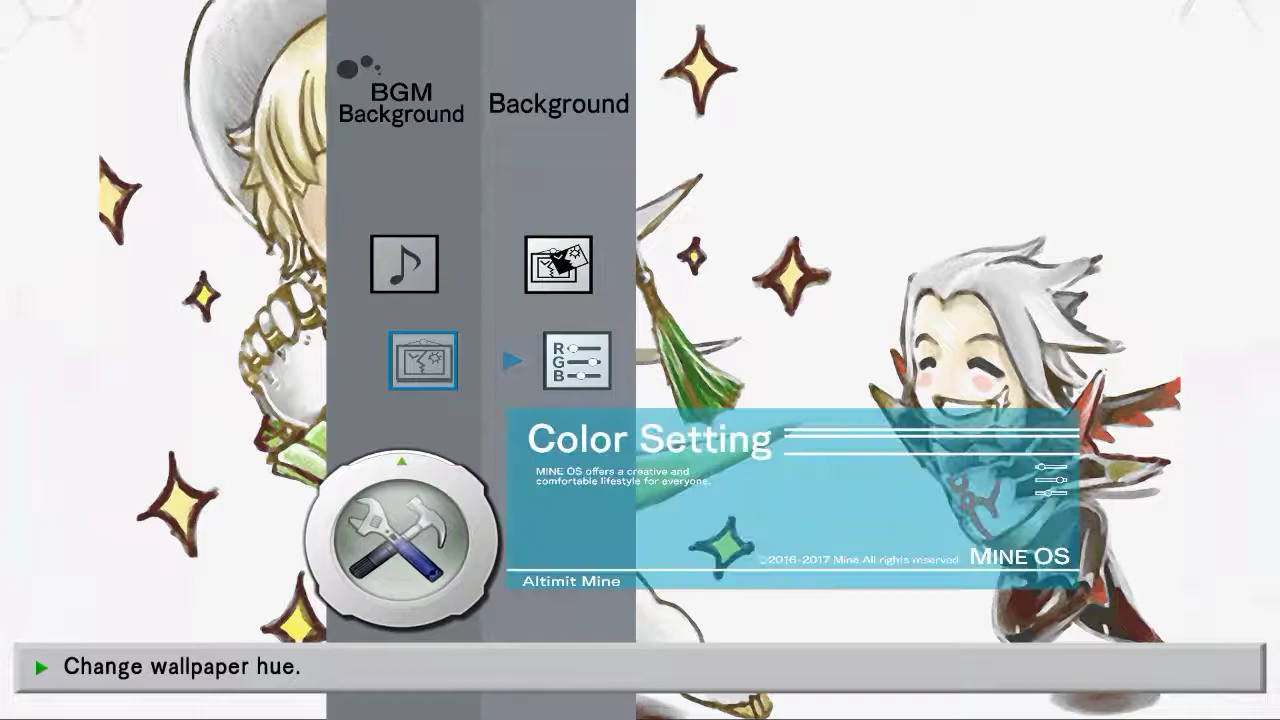 BGM
Background
Background
R
G
B
Color Setting
MINE OS offers a creative and
comfortable lifestyle for everyone.
©2016-2017 Mine All rights reserved. MINE OS
Altimit Mine
Change wallpaper hue.